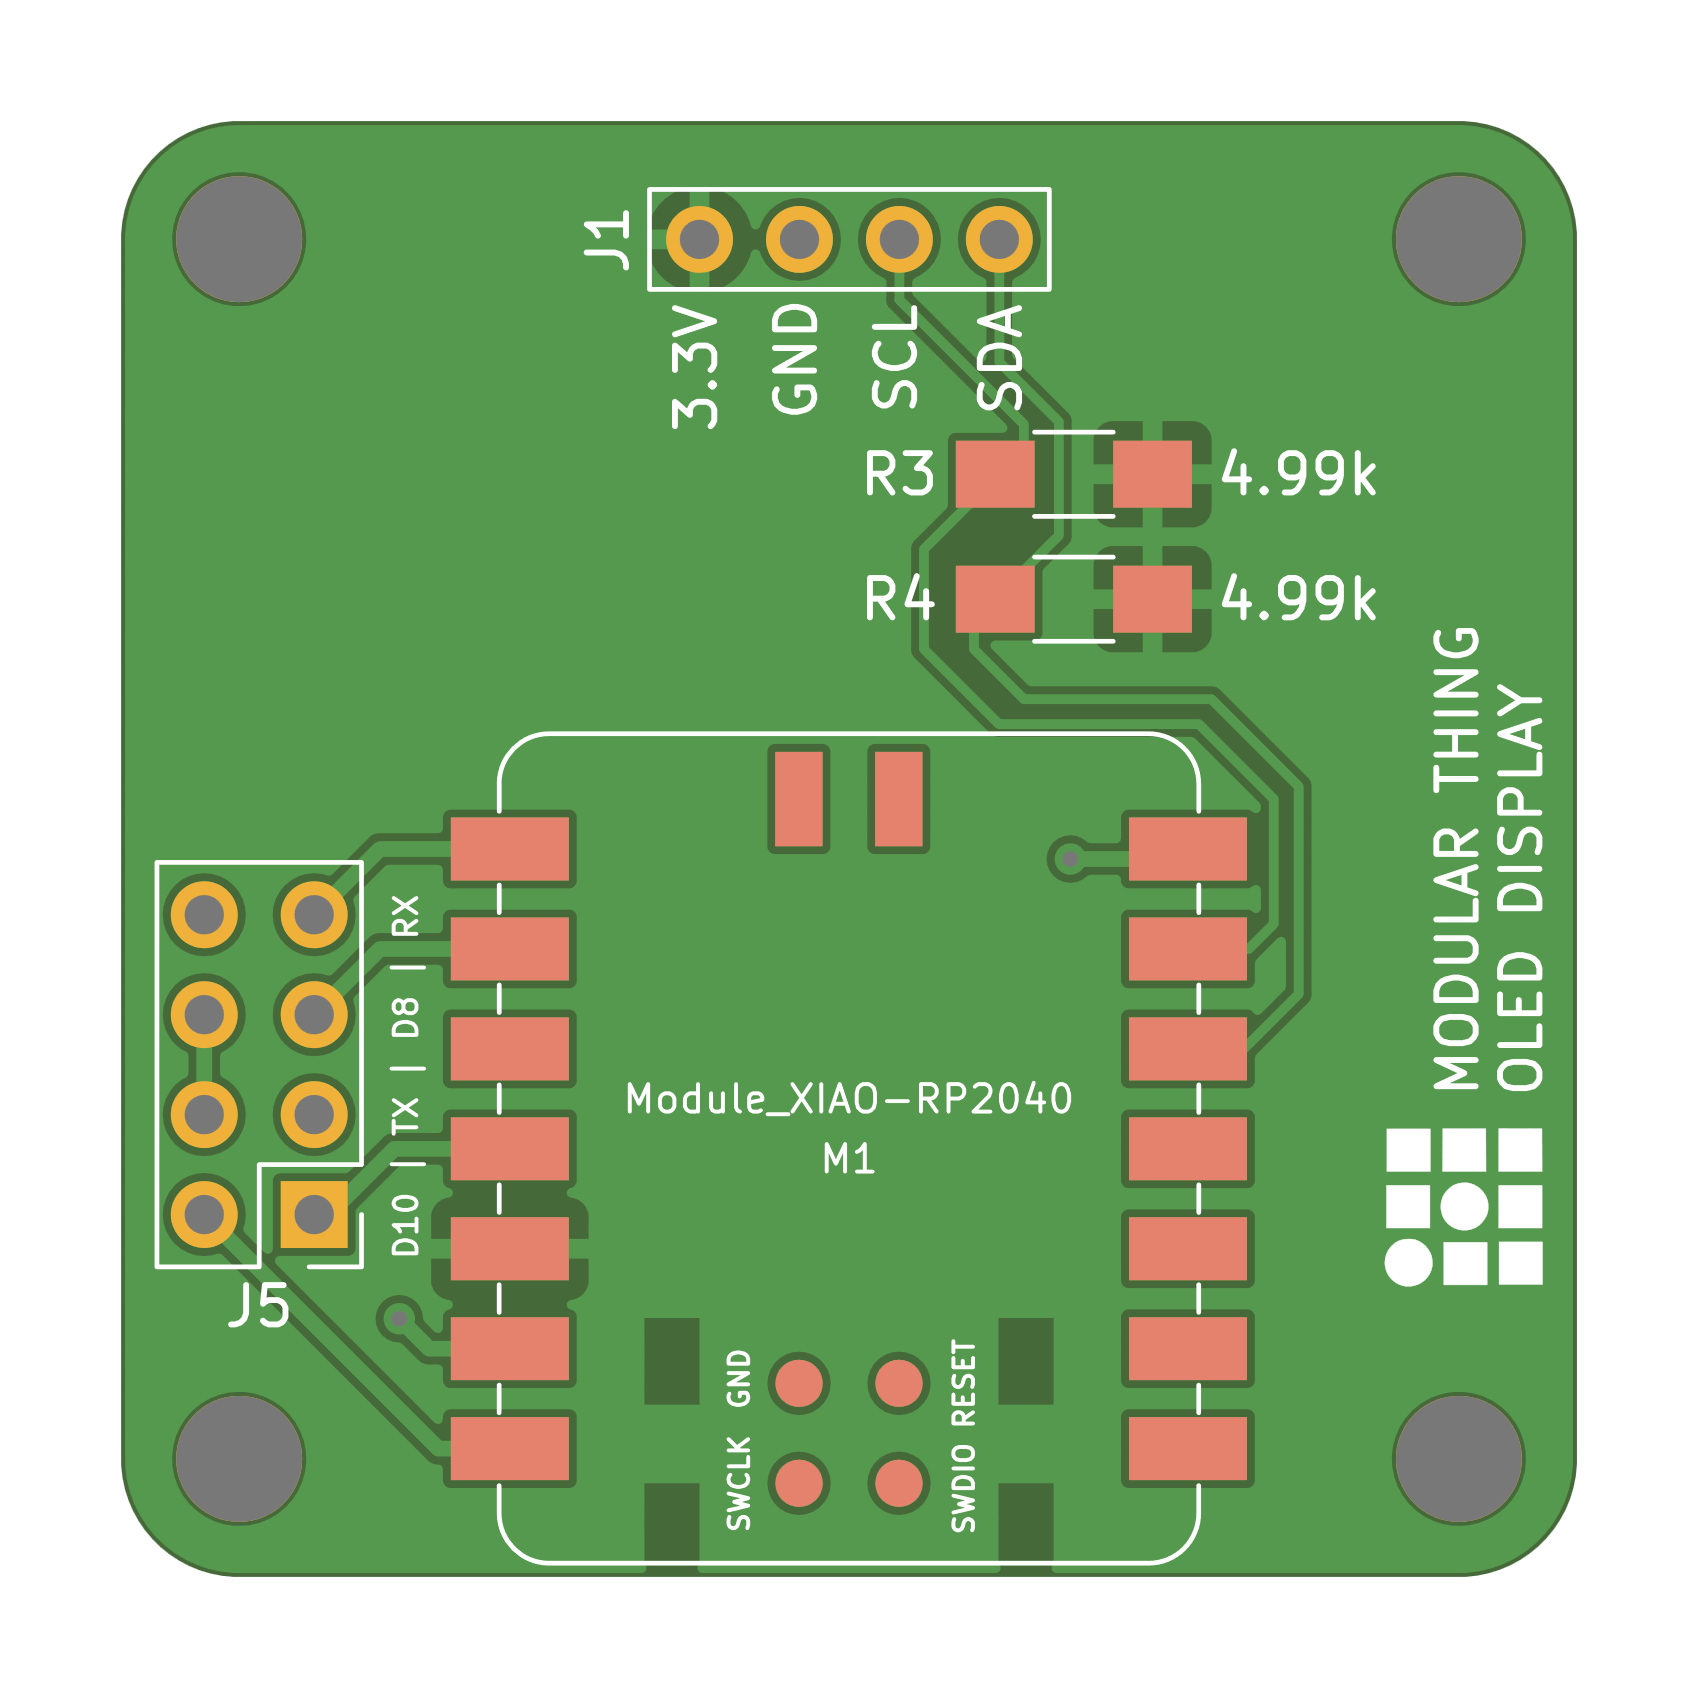 J1
3.3V
GND
SCL
SDA
R3
4.99k
R4
4.99k
MODULAR THING
OLED DISPLAY
D10 | TX | D8 | RX
Module_XIAO-RP2040
M1
J5
SWCLK GND
SWDIO RESET